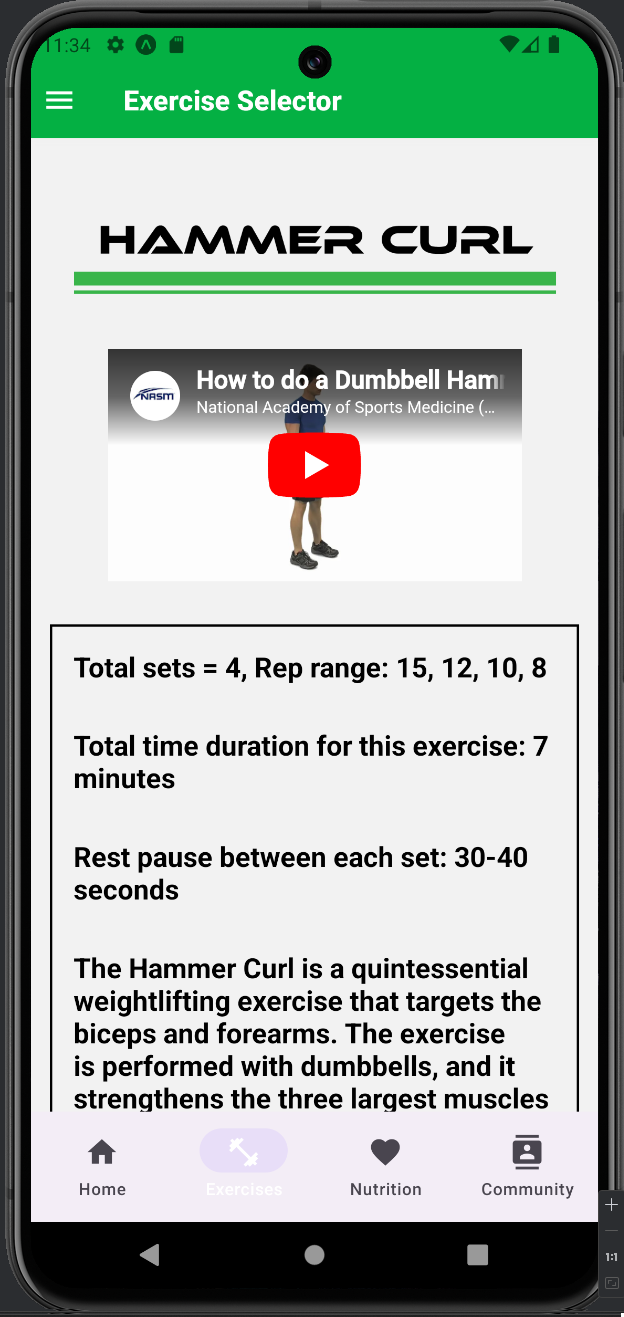 11:34
Exercise Selector
HAMMER CURL
NASM
How to do a Dumbbell Ham
National Academy of Sports Medicine (...
Total sets = 4, Rep range: 15, 12, 10, 8
Total time duration for this exercise: 7
minutes
Rest pause between each set: 30-40
seconds
The Hammer Curl is a quintessential
weightlifting exercise that targets the
biceps and forearms. The exercise
is performed with dumbbells, and it
strengthens the three largest muscles
Home
Exercises
Nutrition
Community
1:1